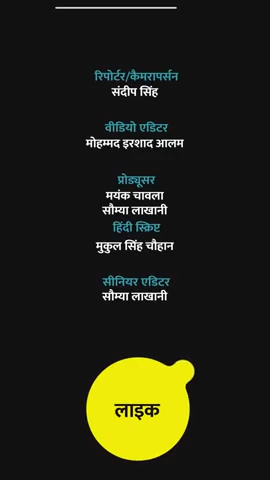 रिपोर्टर/कैमरापर्सन
संदीप सिंह
वीडियो एडिटर
मोहम्मद इरशाद आलम
प्रोड्यूसर
मयंक चावला
सौम्या लाखानी
हिंदी स्क्रिप्ट
मुकुल सिंह चौहान
सीनियर एडिटर
सौम्या लाखानी
लाइक